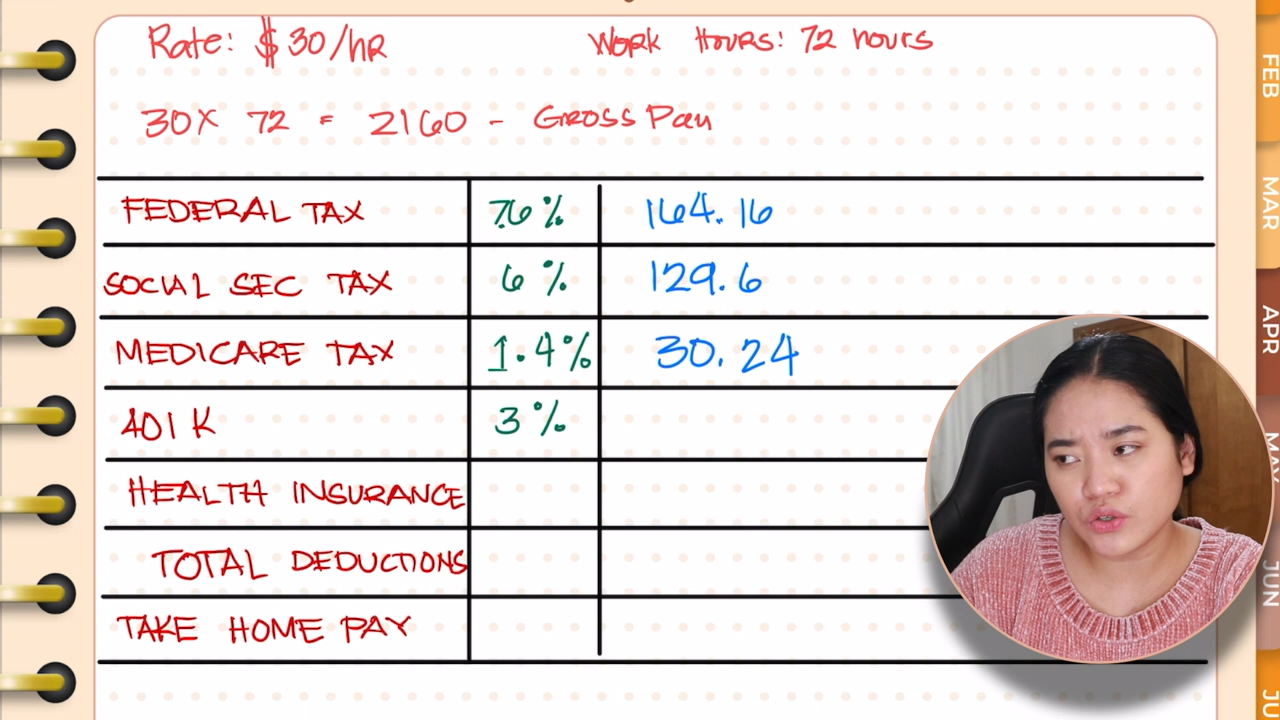 Rate: $30/hr
Work Hours: 72 hours
30 x 72 = 2160 - Gross Pay
FEDERAL TAX 7.6% 164.16
SOCIAL SEC TAX 6% 129.6
MEDICARE TAX 1.4% 30.24
401K 3%
HEALTH INSURANCE
TOTAL DEDUCTIONS
TAKE HOME PAY
FEB
MAR
APR
MAY
JUN